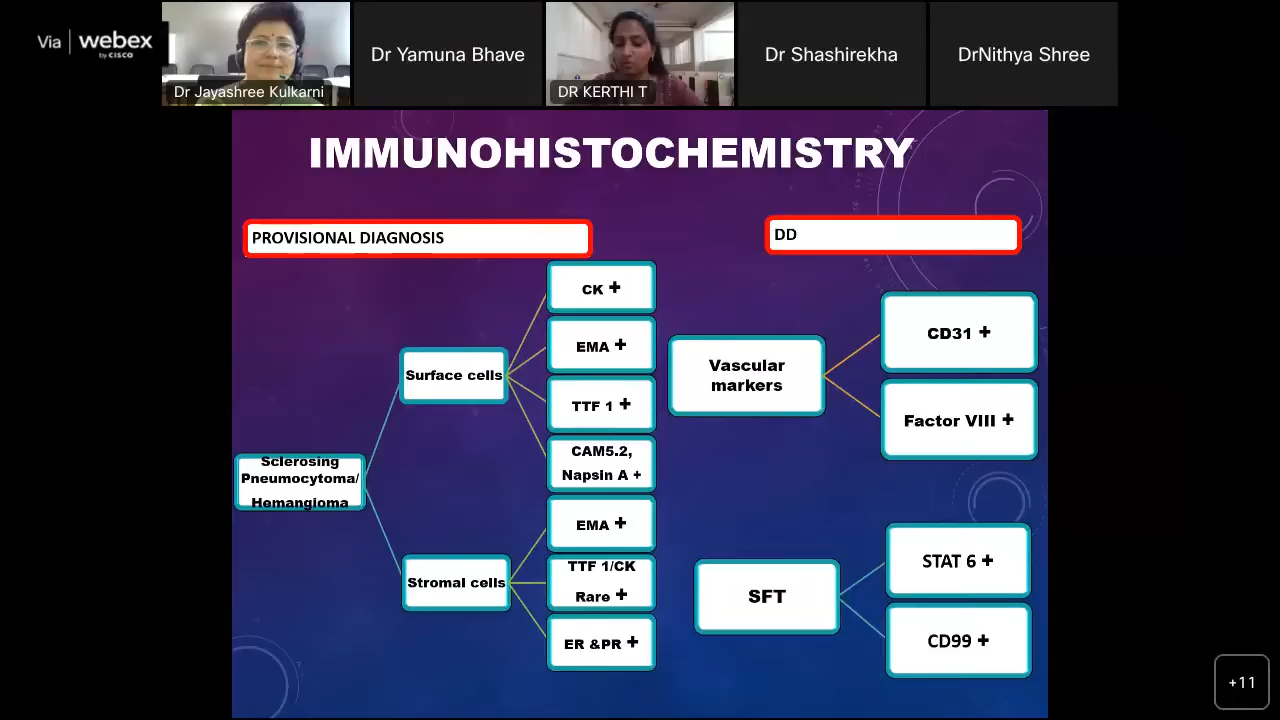 Via webex
by CISCO
Dr Jayashree Kulkarni
Dr Yamuna Bhave
DR KERTHI T
Dr Shashirekha
DrNithya Shree
IMMUNOHISTOCHEMISTRY
PROVISIONAL DIAGNOSIS
DD
Sclerosing
Pneumocytoma/
Hemangioma
Surface cells
CK +
EMA +
TTF 1 +
CAM5.2,
Napsin A +
Stromal cells
EMA +
TTF 1/CK
Rare +
ER &PR +
Vascular
markers
CD31 +
Factor VIII +
SFT
STAT 6 +
CD99 +
+11